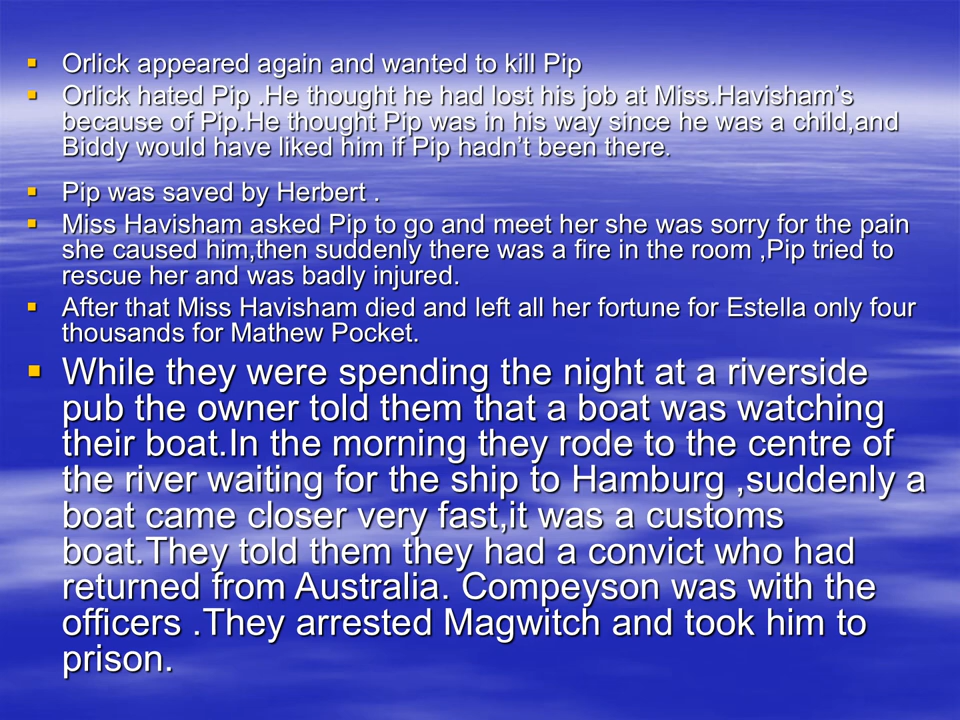 ▪ Orlick appeared again and wanted to kill Pip
▪ Orlick hated Pip .He thought he had lost his job at Miss.Havisham's
because of Pip.He thought Pip was in his way since he was a child,and
Biddy would have liked him if Pip hadn't been there.
▪ Pip was saved by Herbert .
▪ Miss Havisham asked Pip to go and meet her she was sorry for the pain
she caused him,then suddenly there was a fire in the room ,Pip tried to
rescue her and was badly injured.
▪ After that Miss Havisham died and left all her fortune for Estella only four
thousands for Mathew Pocket.
▪ While they were spending the night at a riverside
pub the owner told them that a boat was watching
their boat.In the morning they rode to the centre of
the river waiting for the ship to Hamburg ,suddenly a
boat came closer very fast,it was a customs
boat.They told them they had a convict who had
returned from Australia. Compeyson was with the
officers .They arrested Magwitch and took him to
prison.